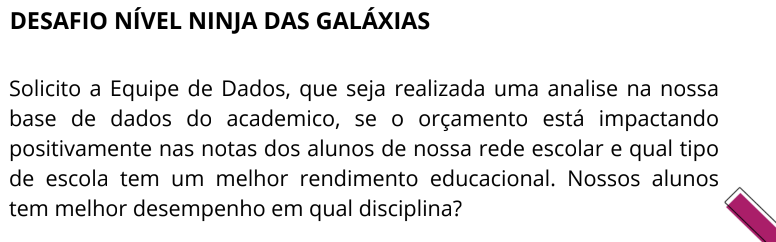 DESAFIO NÍVEL NINJA DAS GALÁXIAS
Solicito a Equipe de Dados, que seja realizada uma analise na nossa
base de dados do academico, se o orçamento está impactando
positivamente nas notas dos alunos de nossa rede escolar e qual tipo
de escola tem um melhor rendimento educacional. Nossos alunos
tem melhor desempenho em qual disciplina?